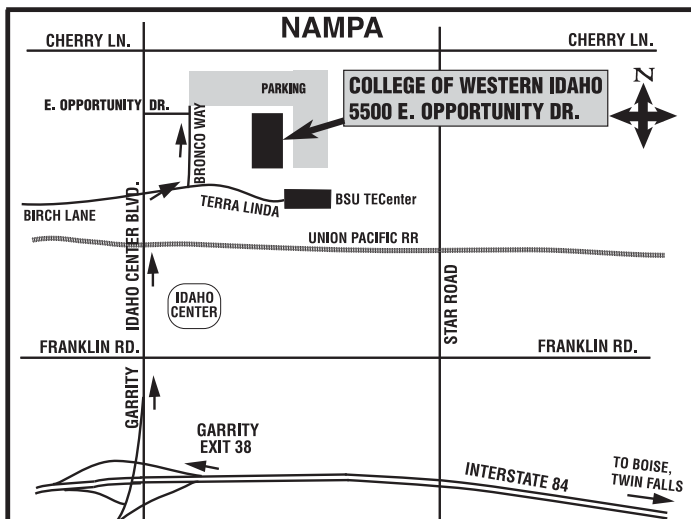 NAMPA
CHERRY LN.
CHERRY LN.
PARKING
COLLEGE OF WESTERN IDAHO
5500 E. OPPORTUNITY DR.
N
E. OPPORTUNITY DR.
BRONCO WAY
BIRCH LANE
TERRA LINDA
BSU TECenter
IDAHO CENTER BLVD.
UNION PACIFIC RR
IDAHO
CENTER
STAR ROAD
FRANKLIN RD.
FRANKLIN RD.
GARRITY
GARRITY
EXIT 38
INTERSTATE 84
TO BOISE,
TWIN FALLS